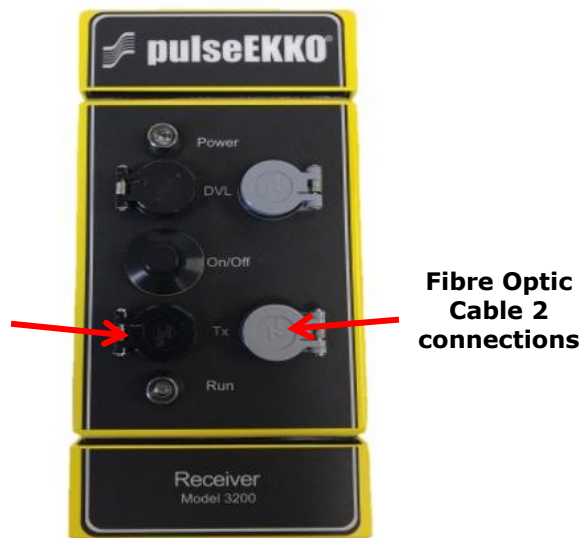 pulseEKKO®
Power
DVL
On/Off
Tx
Run
Receiver
Model 3200
Fibre Optic
Cable 2
connections